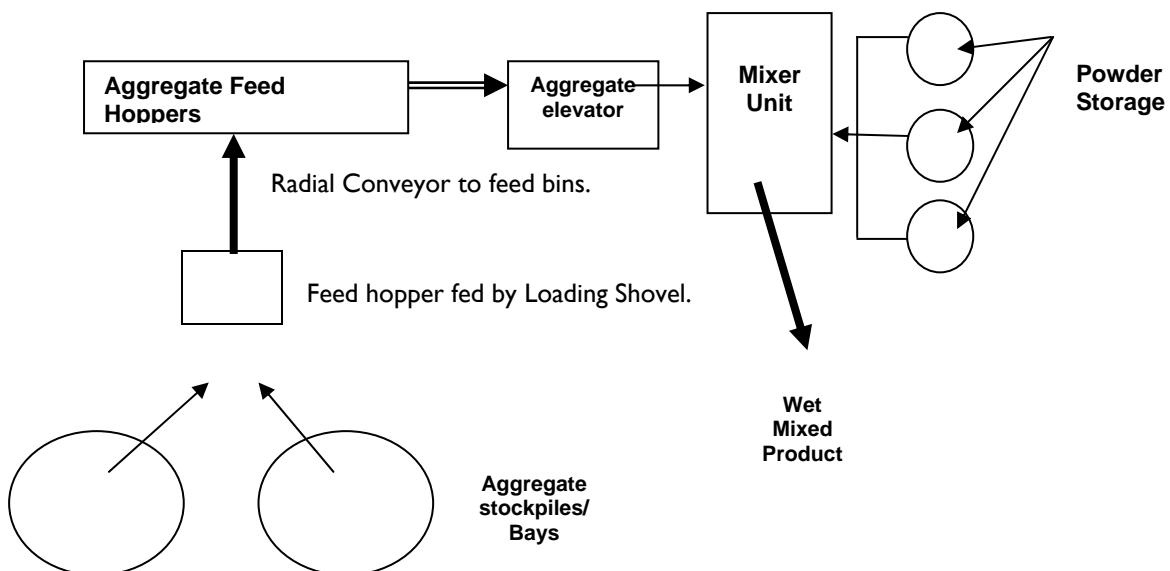 Aggregate Feed
Hoppers
Aggregate
elevator
Mixer
Unit
Powder
Storage
Radial Conveyor to feed bins.
Feed hopper fed by Loading Shovel.
Wet
Mixed
Product
Aggregate
stockpiles/
Bays